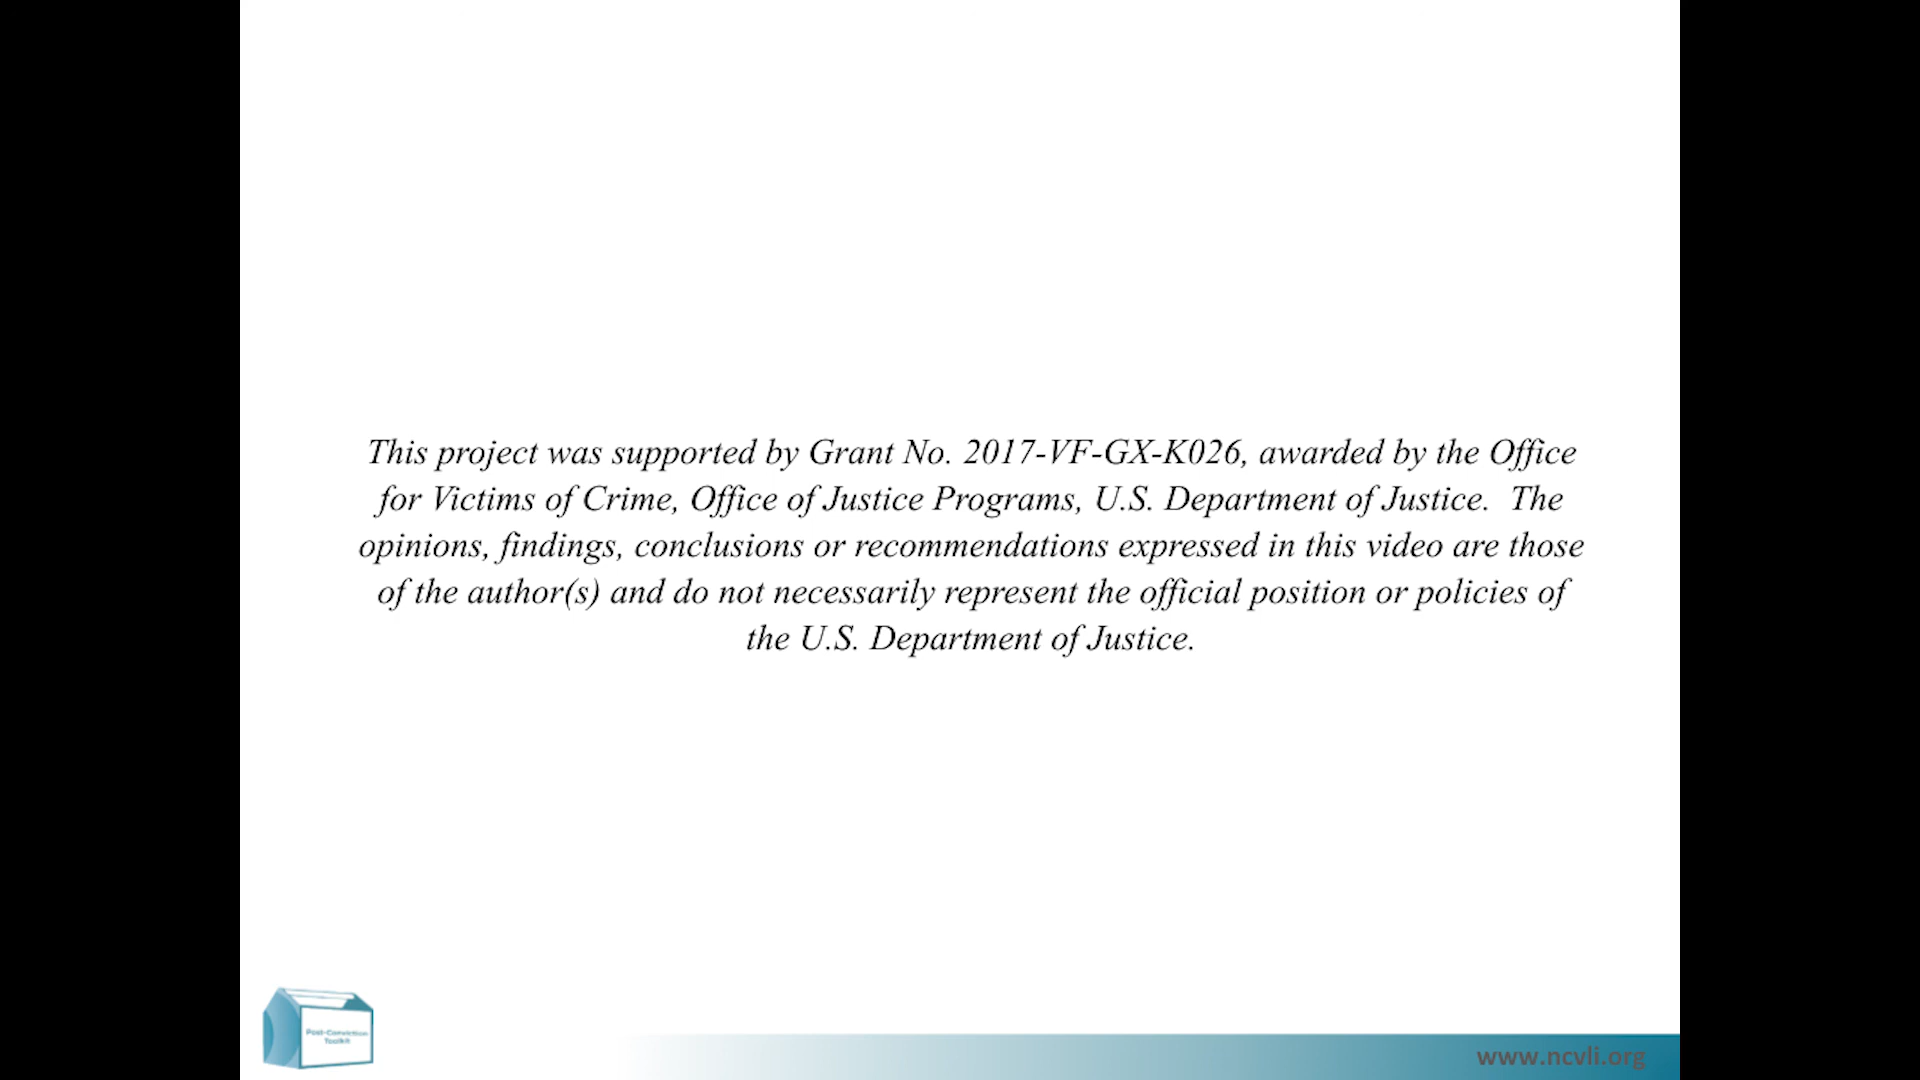 This project was supported by Grant No. 2017-VF-GX-K026, awarded by the Office
for Victims of Crime, Office of Justice Programs, U.S. Department of Justice.  The
opinions, findings, conclusions or recommendations expressed in this video are those
of the author(s) and do not necessarily represent the official position or policies of
the U.S. Department of Justice.
Post-Conviction
Toolkit
www.ncvli.org